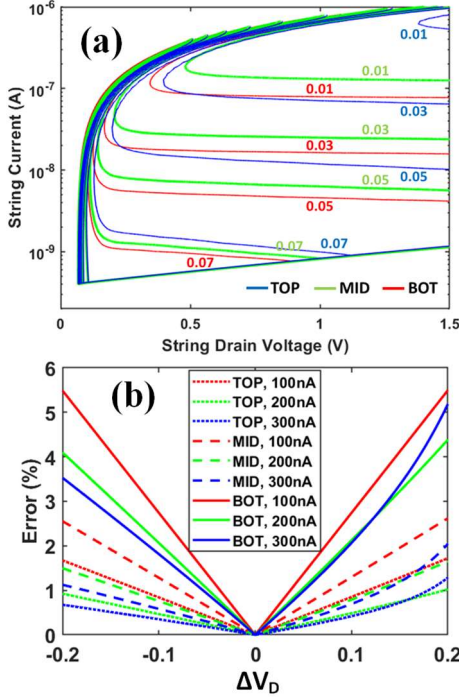 (a)
String Current (A)
10⁻⁶
10⁻⁷
10⁻⁸
10⁻⁹
0.01
0.01
0.01
0.03
0.03
0.03
0.05
0.05
0.05
0.07
0.07
0.07
TOP MID BOT
0 0.5 1 1.5
String Drain Voltage (V)
(b)
Error (%)
6
5
4
3
2
1
0
TOP, 100nA
TOP, 200nA
TOP, 300nA
MID, 100nA
MID, 200nA
MID, 300nA
BOT, 100nA
BOT, 200nA
BOT, 300nA
-0.2 -0.1 0 0.1 0.2
ΔV_D